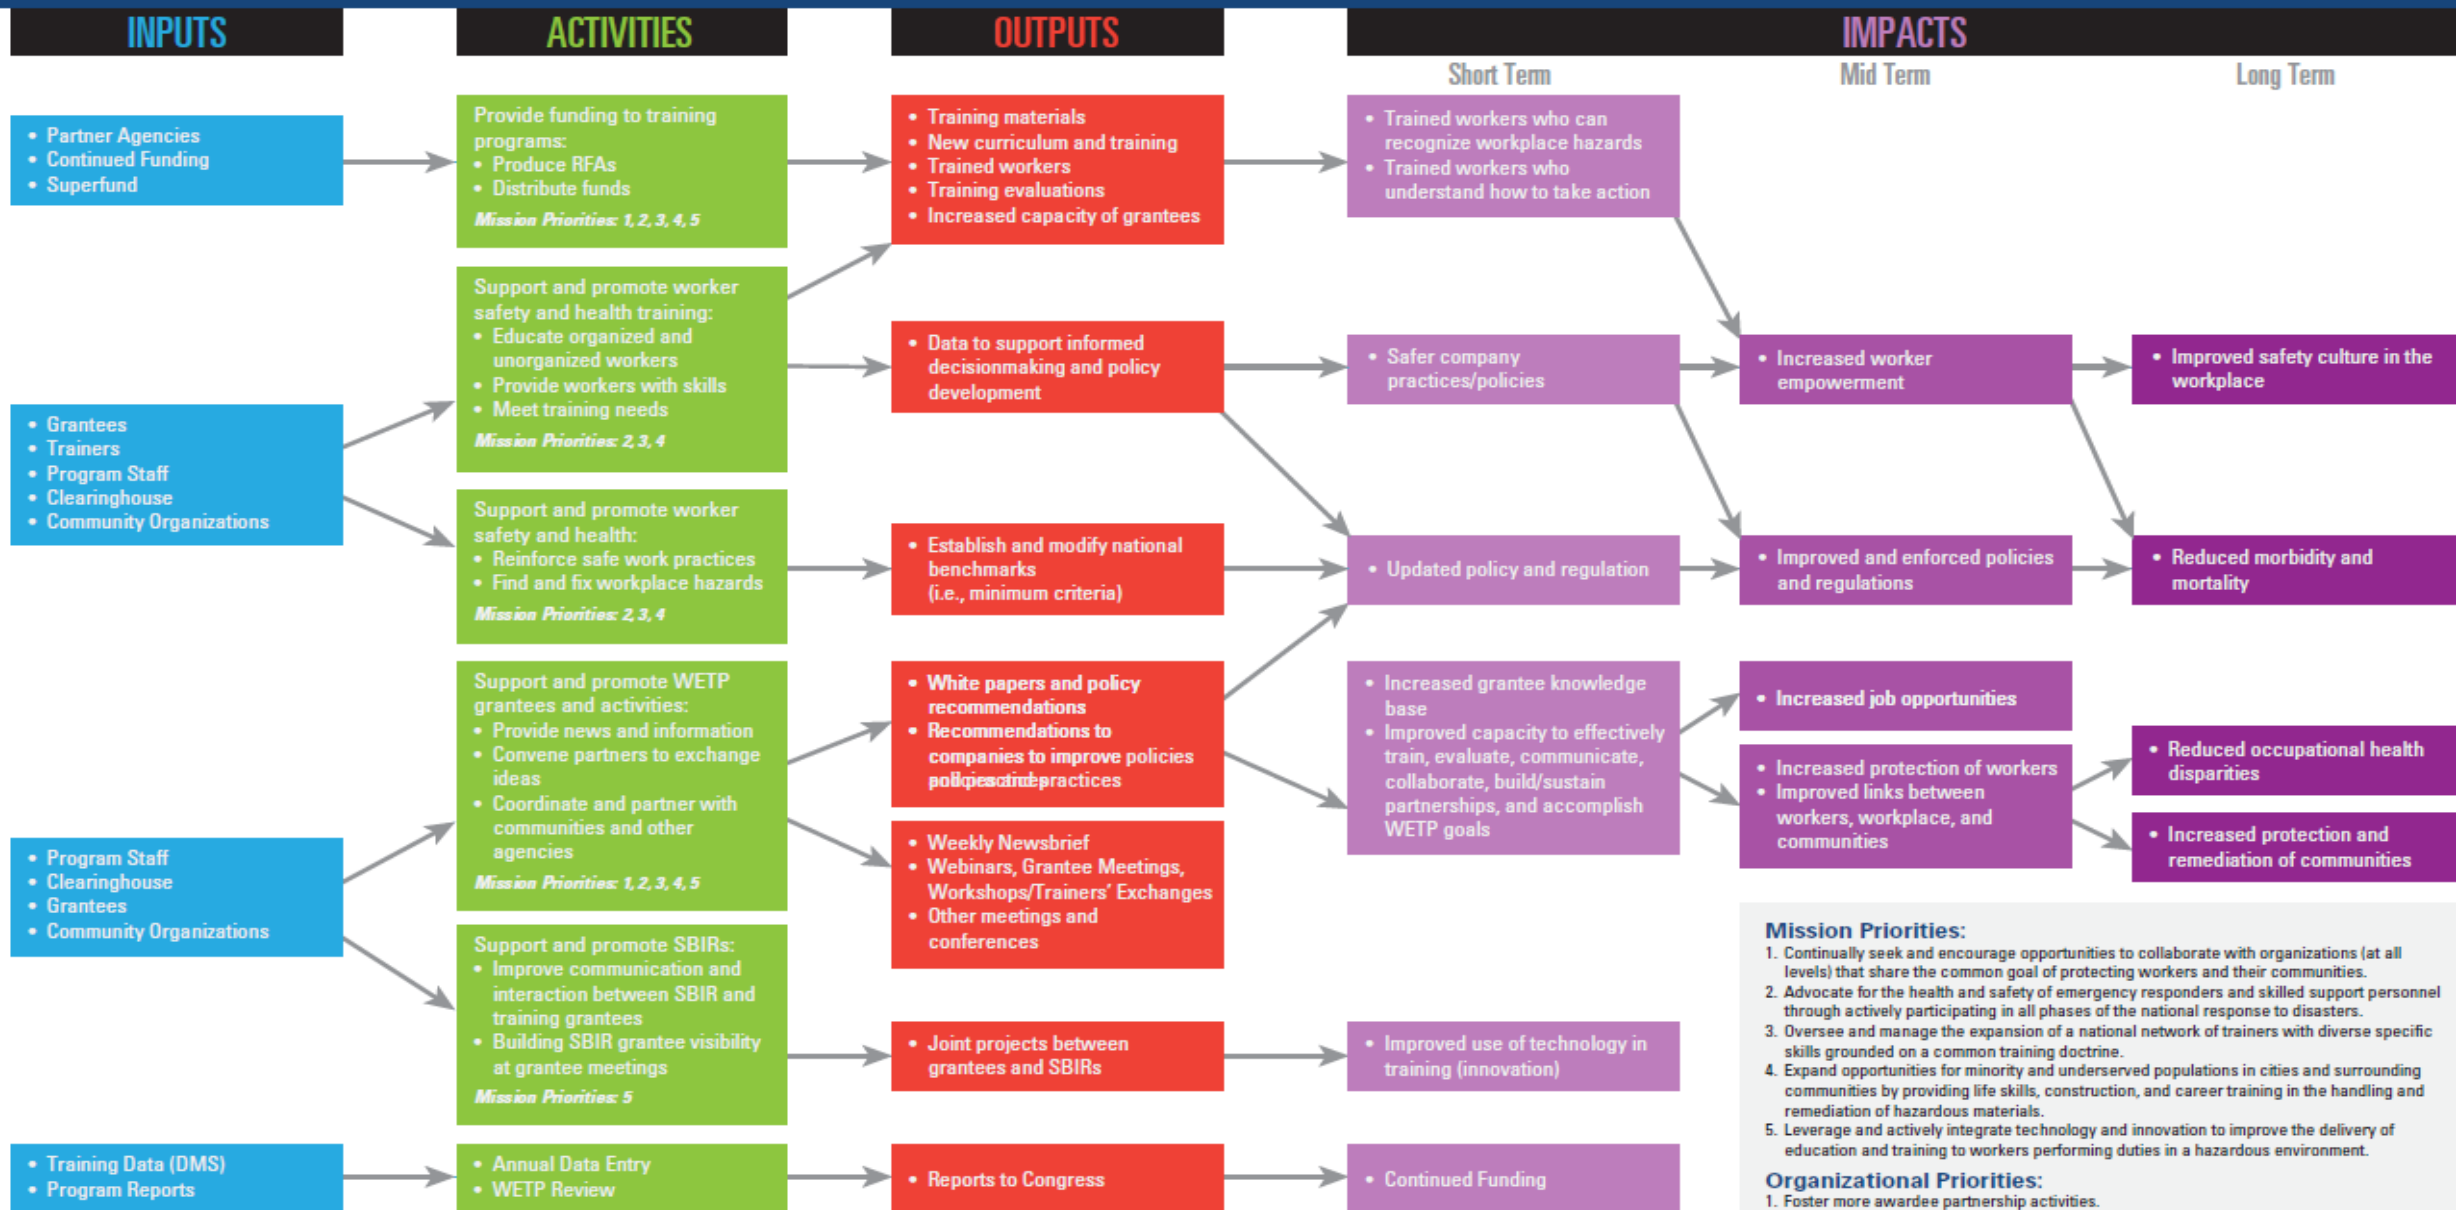 INPUTS
ACTIVITIES
OUTPUTS
IMPACTS
Short Term
Mid Term
Long Term
• Partner Agencies
• Continued Funding
• Superfund
• Grantees
• Trainers
• Program Staff
• Clearinghouse
• Community Organizations
• Program Staff
• Clearinghouse
• Grantees
• Community Organizations
• Training Data (DMS)
• Program Reports
Provide funding to training
programs:
• Produce RFAs
• Distribute funds
Mission Priorities: 1, 2, 3, 4, 5
Support and promote worker
safety and health training:
• Educate organized and
unorganized workers
• Provide workers with skills
• Meet training needs
Mission Priorities: 2, 3, 4
Support and promote worker
safety and health:
• Reinforce safe work practices
• Find and fix workplace hazards
Mission Priorities: 2, 3, 4
Support and promote WETP
grantees and activities:
• Provide news and information
• Convene partners to exchange
ideas
• Coordinate and partner with
communities and other
agencies
Mission Priorities: 1, 2, 3, 4, 5
Support and promote SBIRs:
• Improve communication and
interaction between SBIR and
training grantees
• Building SBIR grantee visibility
at grantee meetings
Mission Priorities: 5
• Annual Data Entry
• WETP Review
• Training materials
• New curriculum and training
• Trained workers
• Training evaluations
• Increased capacity of grantees
• Data to support informed
decisionmaking and policy
development
• Establish and modify national
benchmarks
(i.e., minimum criteria)
• White papers and policy
recommendations
• Recommendations to
companies to improve policies
practices
• Weekly Newsbrief
• Webinars, Grantee Meetings,
Workshops/Trainers' Exchanges
• Other meetings and
conferences
• Joint projects between
grantees and SBIRs
• Reports to Congress
• Trained workers who can
recognize workplace hazards
• Trained workers who
understand how to take action
• Safer company
practices/policies
• Updated policy and regulation
• Increased grantee knowledge
base
• Improved capacity to effectively
train, evaluate, communicate,
collaborate, build/sustain
partnerships, and accomplish
WETP goals
• Improved use of technology in
training (innovation)
• Continued Funding
• Increased worker
empowerment
• Improved and enforced policies
and regulations
• Increased job opportunities
• Increased protection of workers
• Improved links between
workers, workplace, and
communities
• Improved safety culture in the
workplace
• Reduced morbidity and
mortality
• Reduced occupational health
disparities
• Increased protection and
remediation of communities
Mission Priorities:
1. Continually seek and encourage opportunities to collaborate with organizations (at all
levels) that share the common goal of protecting workers and their communities.
2. Advocate for the health and safety of emergency responders and skilled support personnel
through actively participating in all phases of the national response to disasters.
3. Oversee and manage the expansion of a national network of trainers with diverse specific
skills grounded on a common training doctrine.
4. Expand opportunities for minority and underserved populations in cities and surrounding
communities by providing life skills, construction, and career training in the handling and
remediation of hazardous materials.
5. Leverage and actively integrate technology and innovation to improve the delivery of
education and training to workers performing duties in a hazardous environment.
Organizational Priorities:
1. Foster more awardee partnership activities.